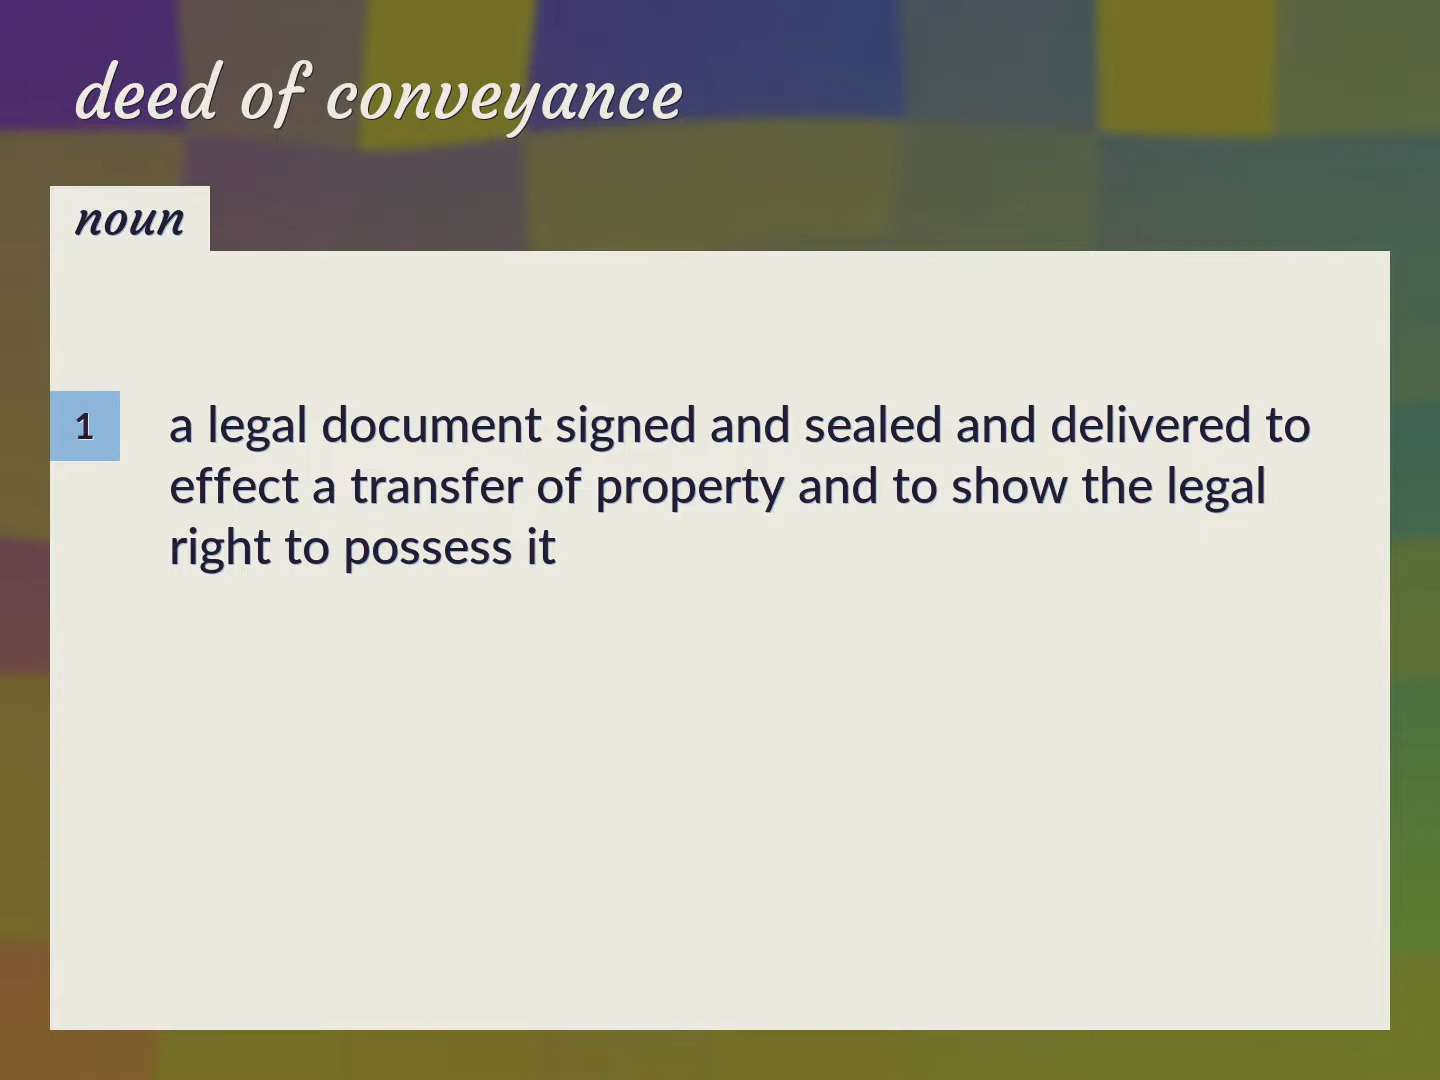 deed of conveyance
noun
1 a legal document signed and sealed and delivered to
effect a transfer of property and to show the legal
right to possess it